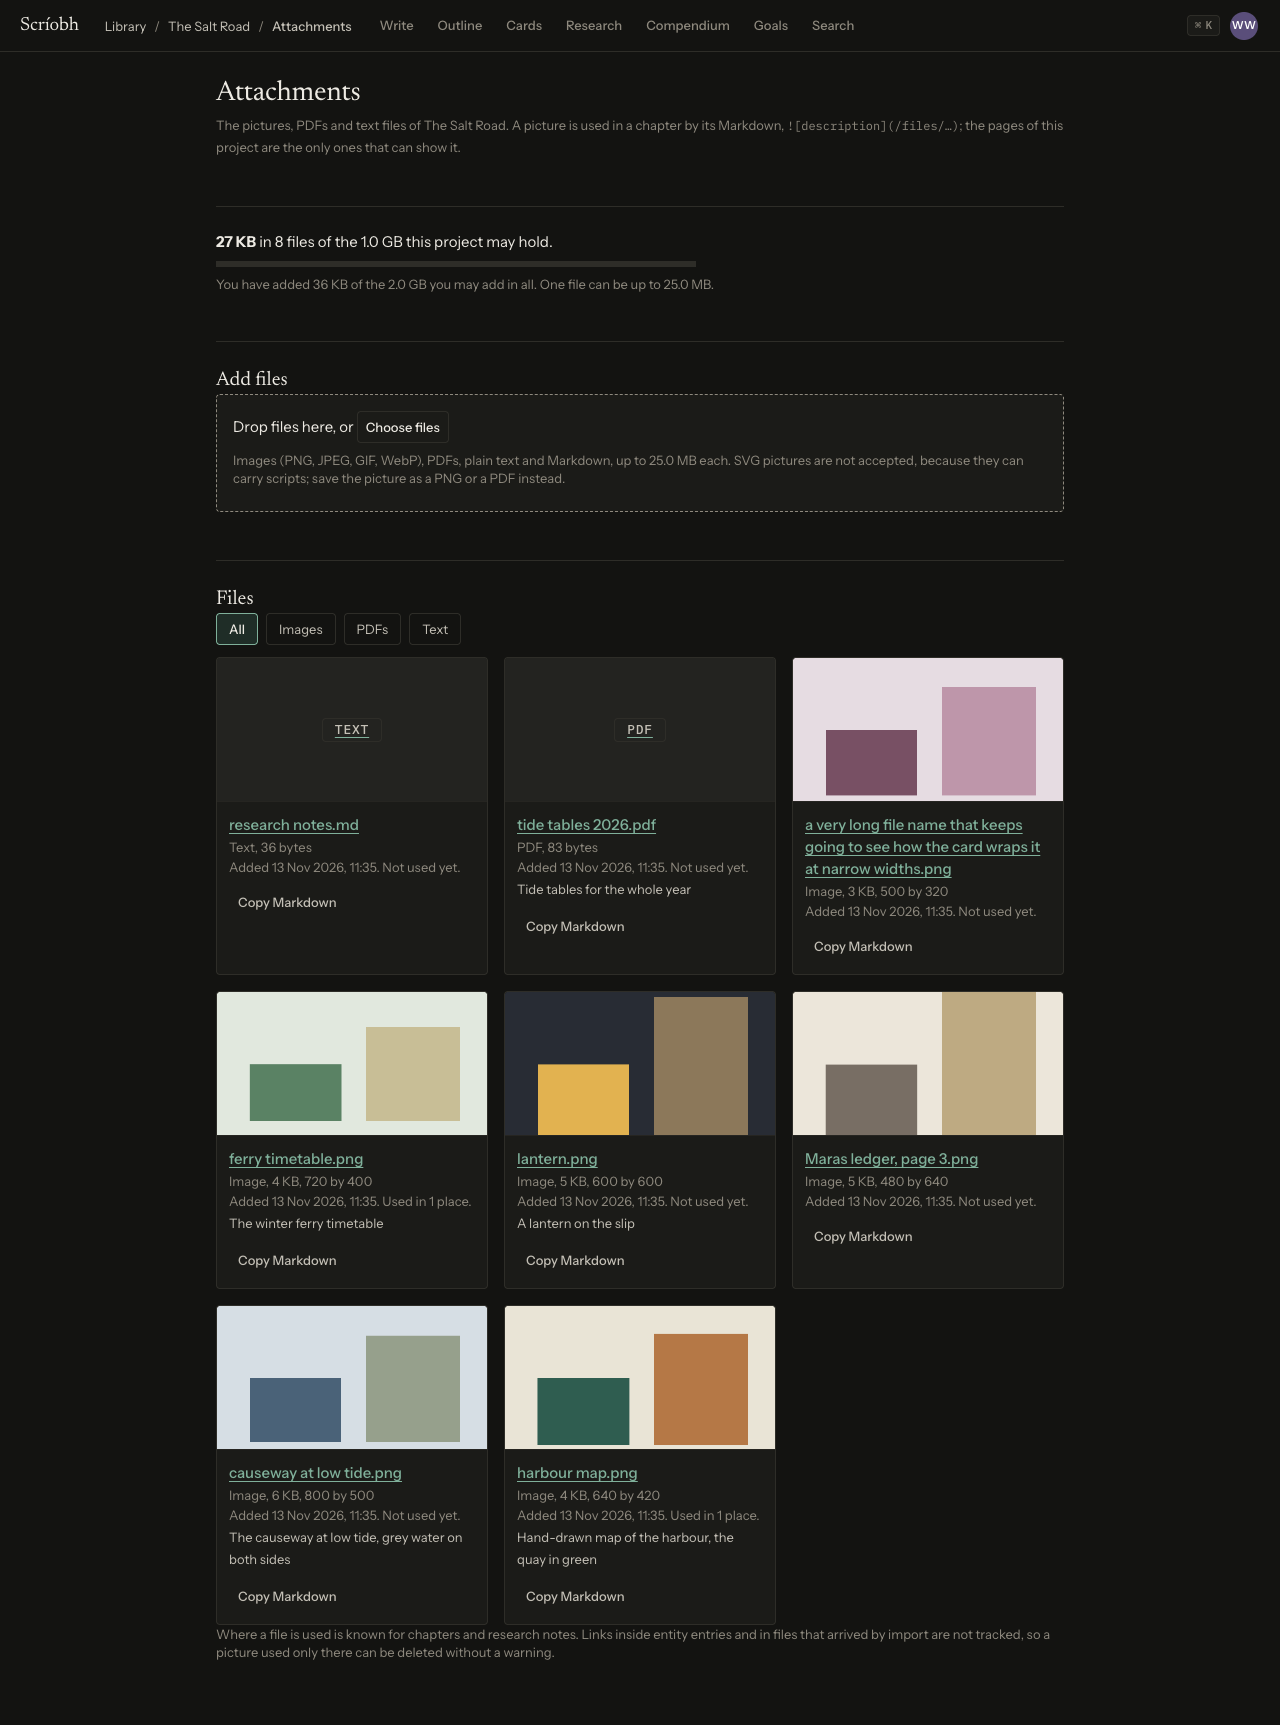 Scríobh
Library / The Salt Road / Attachments
Write Outline Cards Research Compendium Goals Search
⌘ K
WW
Attachments
The pictures, PDFs and text files of The Salt Road. A picture is used in a chapter by its Markdown, ![description](/files/…); the pages of this
project are the only ones that can show it.
27 KB in 8 files of the 1.0 GB this project may hold.
You have added 36 KB of the 2.0 GB you may add in all. One file can be up to 25.0 MB.
Add files
Drop files here, or Choose files
Images (PNG, JPEG, GIF, WebP), PDFs, plain text and Markdown, up to 25.0 MB each. SVG pictures are not accepted, because they can
carry scripts; save the picture as a PNG or a PDF instead.
Files
All Images PDFs Text
TEXT
research notes.md
Text, 36 bytes
Added 13 Nov 2026, 11:35. Not used yet.
Copy Markdown
PDF
tide tables 2026.pdf
PDF, 83 bytes
Added 13 Nov 2026, 11:35. Not used yet.
Tide tables for the whole year
Copy Markdown
a very long file name that keeps
going to see how the card wraps it
at narrow widths.png
Image, 3 KB, 500 by 320
Added 13 Nov 2026, 11:35. Not used yet.
Copy Markdown
ferry timetable.png
Image, 4 KB, 720 by 400
Added 13 Nov 2026, 11:35. Used in 1 place.
The winter ferry timetable
Copy Markdown
lantern.png
Image, 5 KB, 600 by 600
Added 13 Nov 2026, 11:35. Not used yet.
A lantern on the slip
Copy Markdown
Maras ledger, page 3.png
Image, 5 KB, 480 by 640
Added 13 Nov 2026, 11:35. Not used yet.
Copy Markdown
causeway at low tide.png
Image, 6 KB, 800 by 500
Added 13 Nov 2026, 11:35. Not used yet.
The causeway at low tide, grey water on
both sides
Copy Markdown
harbour map.png
Image, 4 KB, 640 by 420
Added 13 Nov 2026, 11:35. Used in 1 place.
Hand-drawn map of the harbour, the
quay in green
Copy Markdown
Where a file is used is known for chapters and research notes. Links inside entity entries and in files that arrived by import are not tracked, so a
picture used only there can be deleted without a warning.